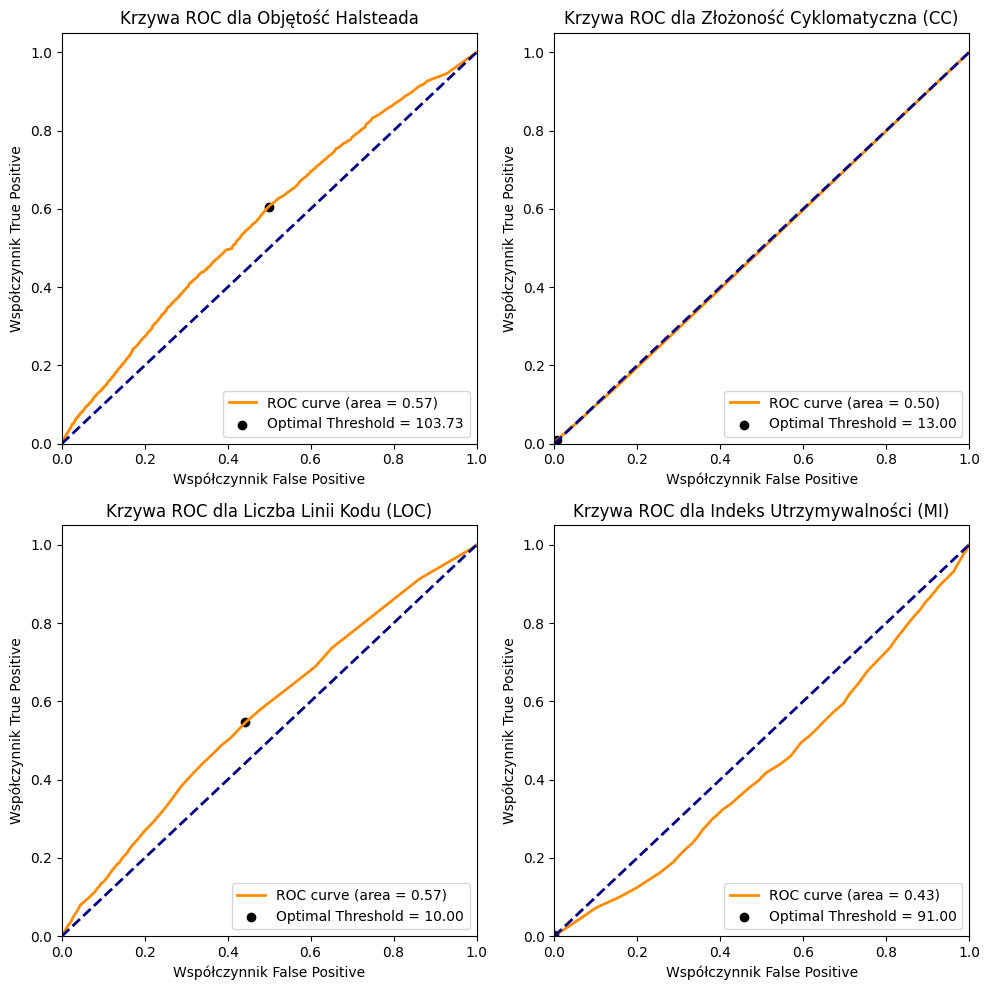 Krzywa ROC dla Objętość Halsteada
Współczynnik True Positive
1.0
0.8
0.6
0.4
0.2
0.0
ROC curve (area = 0.57)
Optimal Threshold = 103.73
0.0 0.2 0.4 0.6 0.8 1.0
Współczynnik False Positive
Krzywa ROC dla Złożoność Cyklomatyczna (CC)
Współczynnik True Positive
1.0
0.8
0.6
0.4
0.2
0.0
ROC curve (area = 0.50)
Optimal Threshold = 13.00
0.0 0.2 0.4 0.6 0.8 1.0
Współczynnik False Positive
Krzywa ROC dla Liczba Linii Kodu (LOC)
Współczynnik True Positive
1.0
0.8
0.6
0.4
0.2
0.0
ROC curve (area = 0.57)
Optimal Threshold = 10.00
0.0 0.2 0.4 0.6 0.8 1.0
Współczynnik False Positive
Krzywa ROC dla Indeks Utrzymywalności (MI)
Współczynnik True Positive
1.0
0.8
0.6
0.4
0.2
0.0
ROC curve (area = 0.43)
Optimal Threshold = 91.00
0.0 0.2 0.4 0.6 0.8 1.0
Współczynnik False Positive